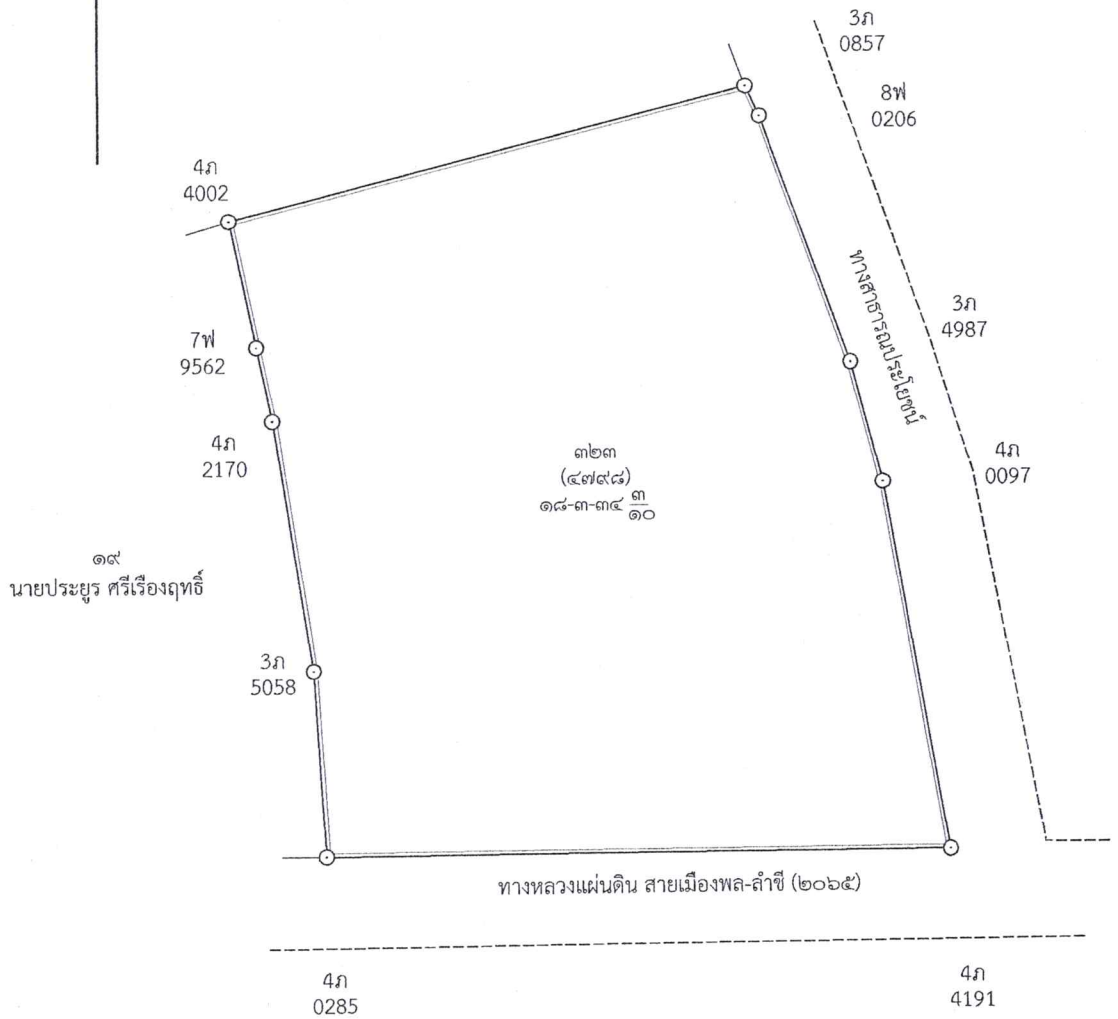 3ภ
0857
8ฟ
0206
4ภ
4002
ทางสาธารณประโยชน์
3ภ
4987
7ฟ
9562
4ภ
2170
4ภ
0097
๓๒๓
(๔๗๙๘)
๑๘-๓-๓๔ ๓/๑๐
๑๙
นายประยูร ศรีเรืองฤทธิ์
3ภ
5058
ทางหลวงแผ่นดิน สายเมืองพล-ลำชี (๒๐๖๕)
4ภ
0285
4ภ
4191